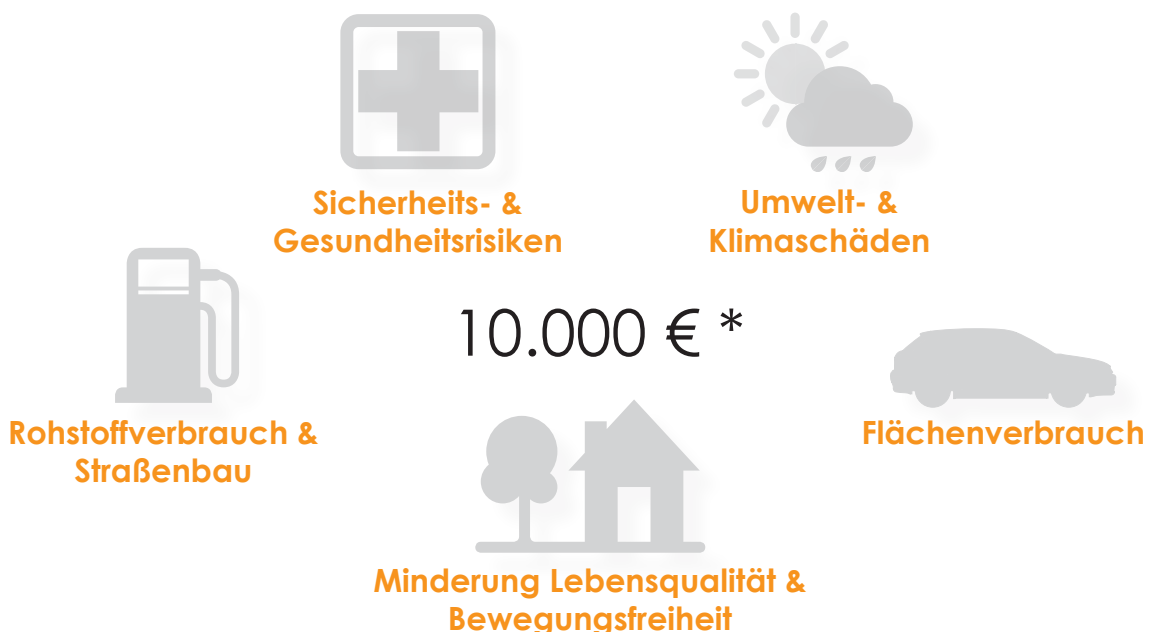 Sicherheits- &
Gesundheitsrisiken
Umwelt- &
Klimaschäden
10.000 € *
Rohstoffverbrauch &
Straßenbau
Flächenverbrauch
Minderung Lebensqualität &
Bewegungsfreiheit